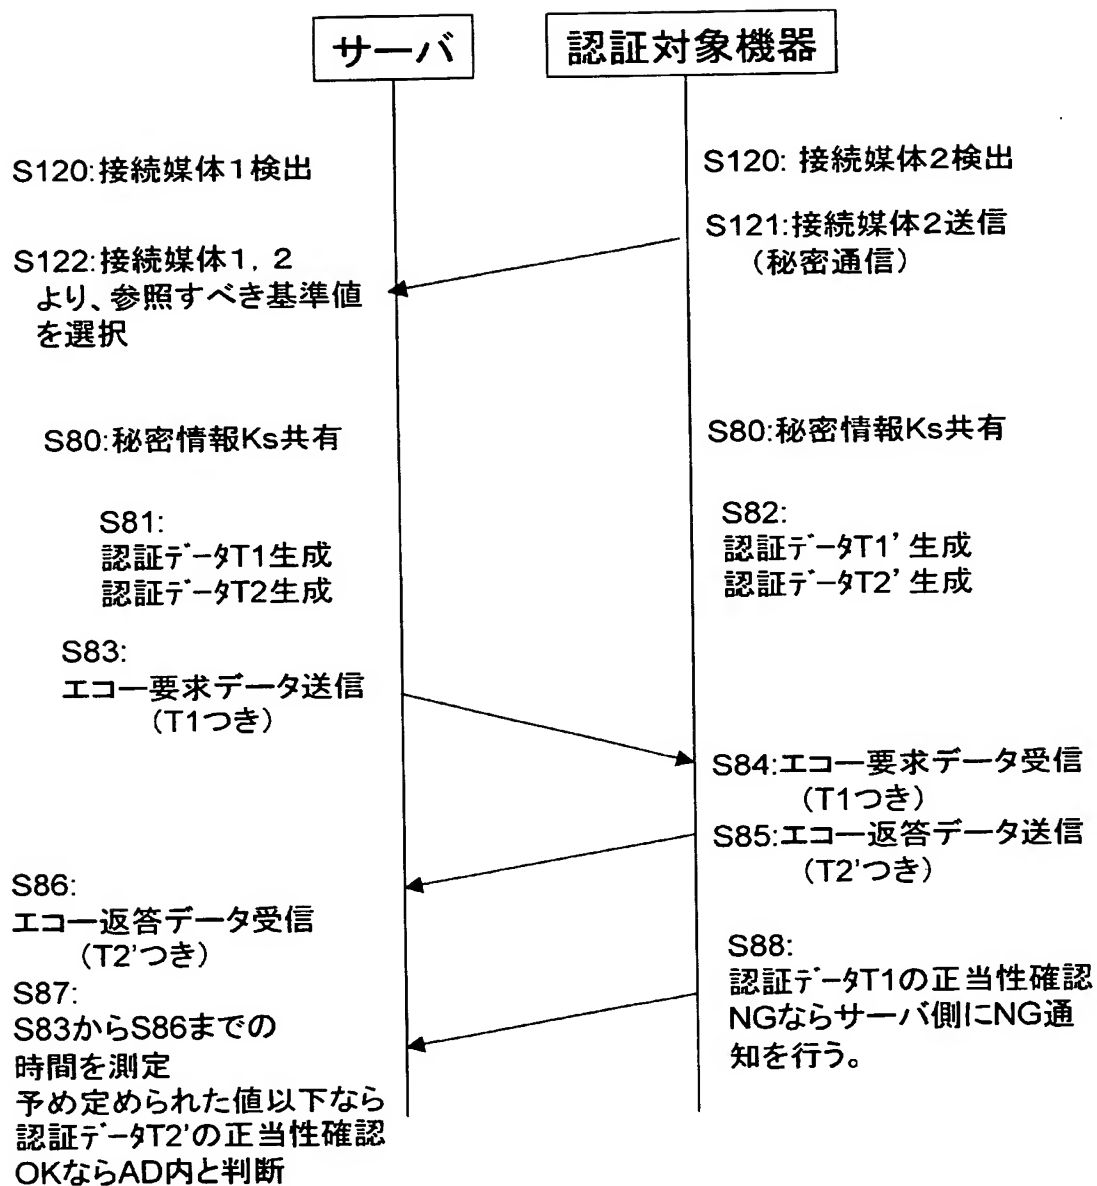 サーバ
認証対象機器
S120:接続媒体1検出
S120: 接続媒体2検出
S121:接続媒体2送信
(秘密通信)
S122:接続媒体1, 2
より、参照すべき基準値
を選択
S80:秘密情報Ks共有
S80:秘密情報Ks共有
S81:
認証データT1生成
認証データT2生成
S82:
認証データT1’生成
認証データT2’生成
S83:
エコー要求データ送信
(T1つき)
S84:エコー要求データ受信
(T1つき)
S85:エコー返答データ送信
(T2'つき)
S86:
エコー返答データ受信
(T2'つき)
S88:
認証データT1の正当性確認
NGならサーバ側にNG通
知を行う。
S87:
S83からS86までの
時間を測定
予め定められた値以下なら
認証データT2'の正当性確認
OKならAD内と判断